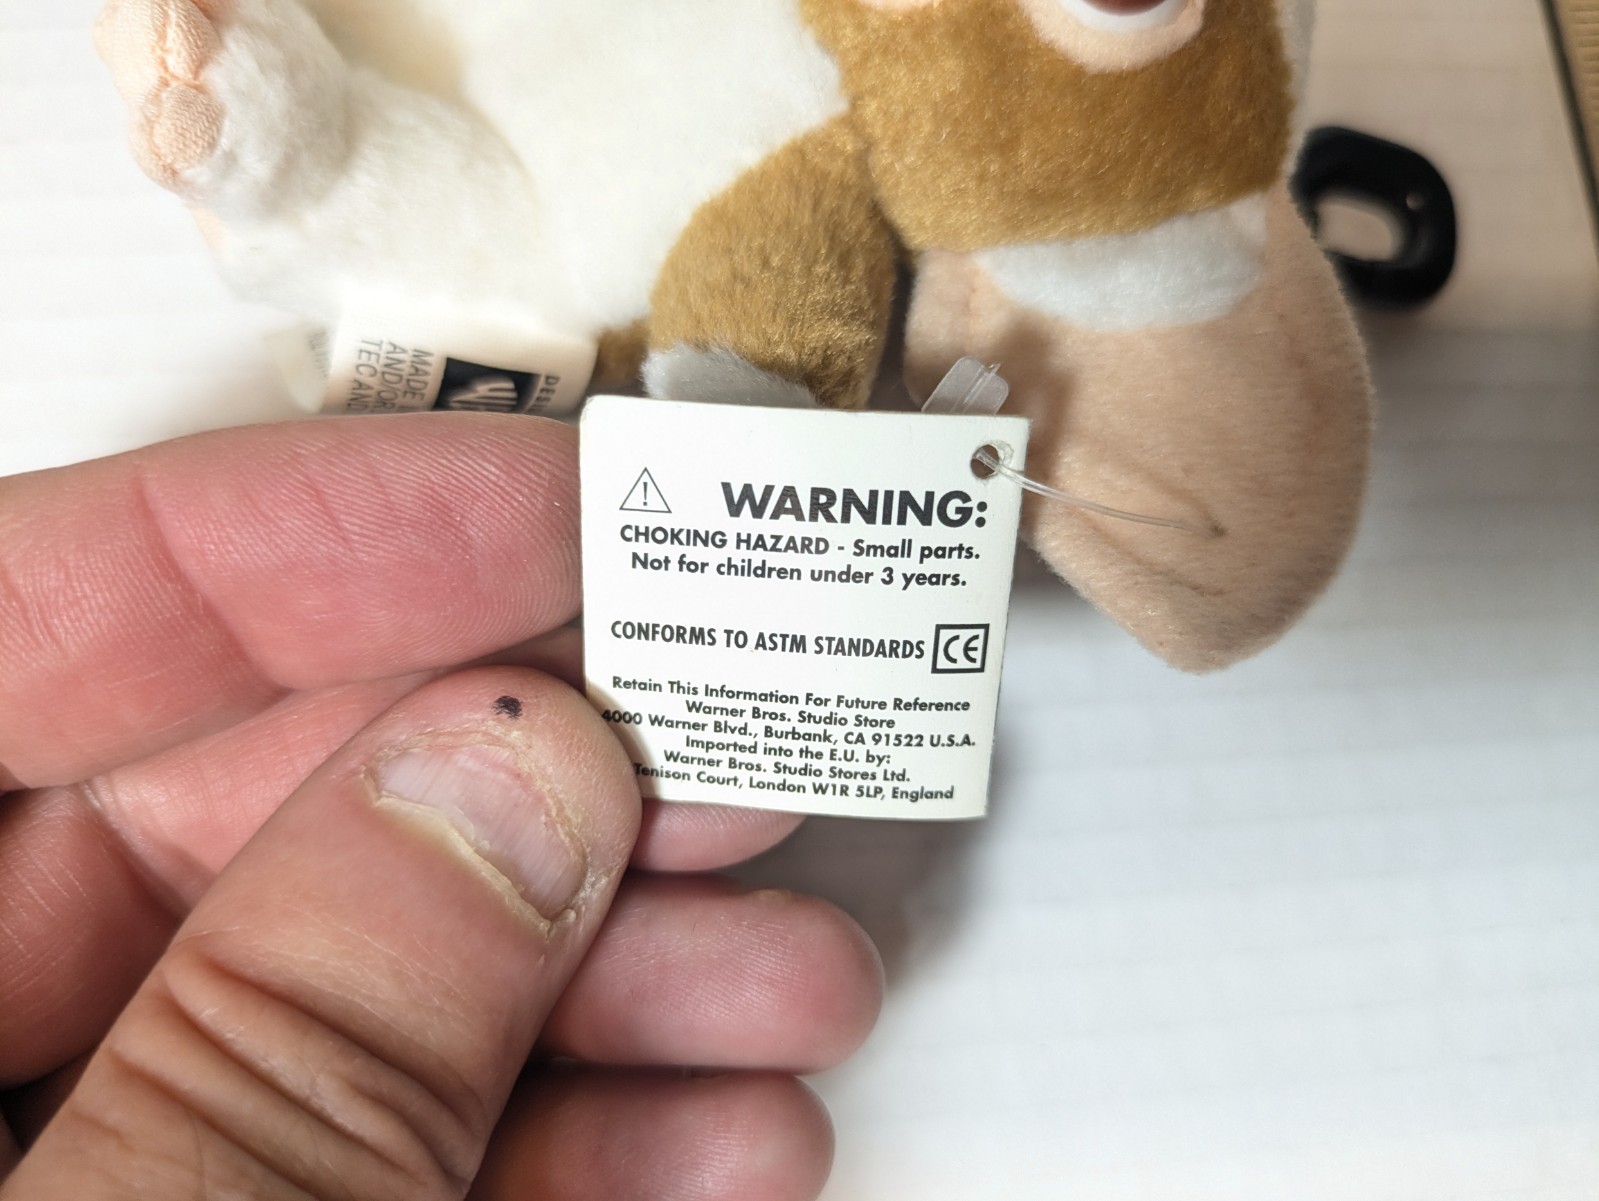 WARNING:
CHOKING HAZARD - Small parts.
Not for children under 3 years.
CONFORMS TO ASTM STANDARDS CE
Retain This Information For Future Reference
Warner Bros. Studio Store
4000 Warner Blvd., Burbank, CA 91522 U.S.A.
Imported into the E.U. by:
Warner Bros. Studio Stores Ltd.
Tenison Court, London W1R 5LP, England
MADE
AND/OR
TEC AND